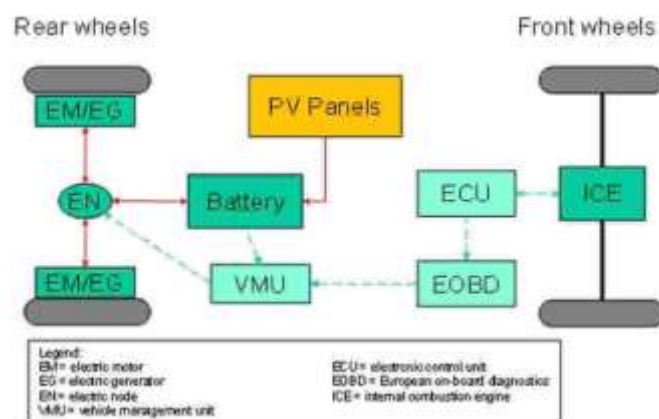 Rear wheels
Front wheels
EM/EG
PV Panels
EN
Battery
ECU
ICE
EM/EG
VMU
EOBD
Legend:
EM= electric motor
EG= electric generator
EN= electric node
VMU= vehicle management unit
ECU= electronic control unit
EOBD= European on-board diagnostics
ICE= internal combustion engine